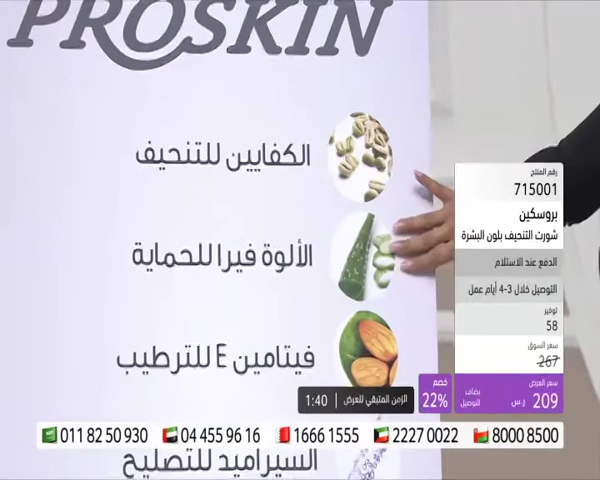 PROSKIN
الكفايين للتنحيف
الألوة فيرا للحماية
فيتامين E للترطيب
السيراميد للتصليح
رقم المنتج
715001
بروسكين
شورت التنحيف بلون البشرة
الدفع عند الاستلام
التوصيل خلال 3-4 أيام عمل
توفير
58
سعر السوق
267
سعر العرض
209 ر.س
يضاف التوصيل
خصم
22%
الزمن المتبقي للعرض | 1:40
011 82 50 930
04 455 96 16
1666 1555
2227 0022
8000 8500